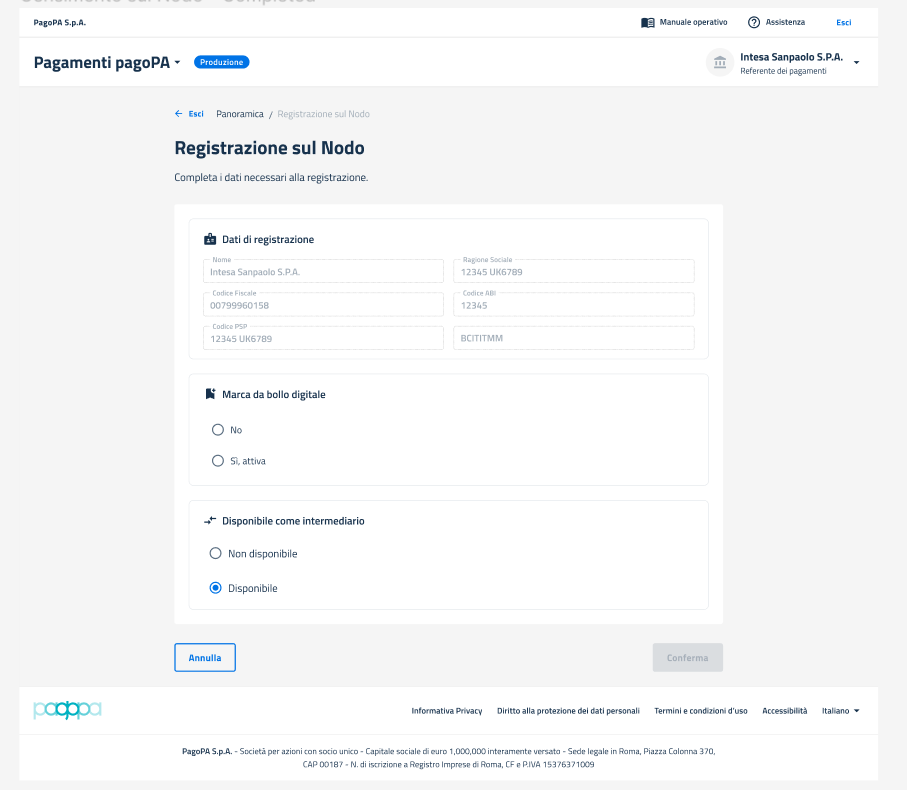 PagoPA S.p.A.
Manuale operativo
Assistenza
Esci
Pagamenti pagoPA
Produzione
Intesa Sanpaolo S.P.A.
Referente dei pagamenti
Esci
Panoramica / Registrazione sul Nodo
Registrazione sul Nodo
Completa i dati necessari alla registrazione.
Dati di registrazione
Nome
Intesa Sanpaolo S.P.A.
Ragione Sociale
12345 UK6789
Codice Fiscale
00799960158
Codice ABI
12345
Codice PSP
12345 UK6789
BCITITMM
Marca da bollo digitale
No
Sì, attiva
Disponibile come intermediario
Non disponibile
Disponibile
Annulla
Conferma
pagopa
Informativa Privacy
Diritto alla protezione dei dati personali
Termini e condizioni d'uso
Accessibilità
Italiano
PagoPA S.p.A. - Società per azioni con socio unico - Capitale sociale di euro 1,000,000 interamente versato - Sede legale in Roma, Piazza Colonna 370,
CAP 00187 - N. di iscrizione a Registro Imprese di Roma, CF e P.IVA 15376371009